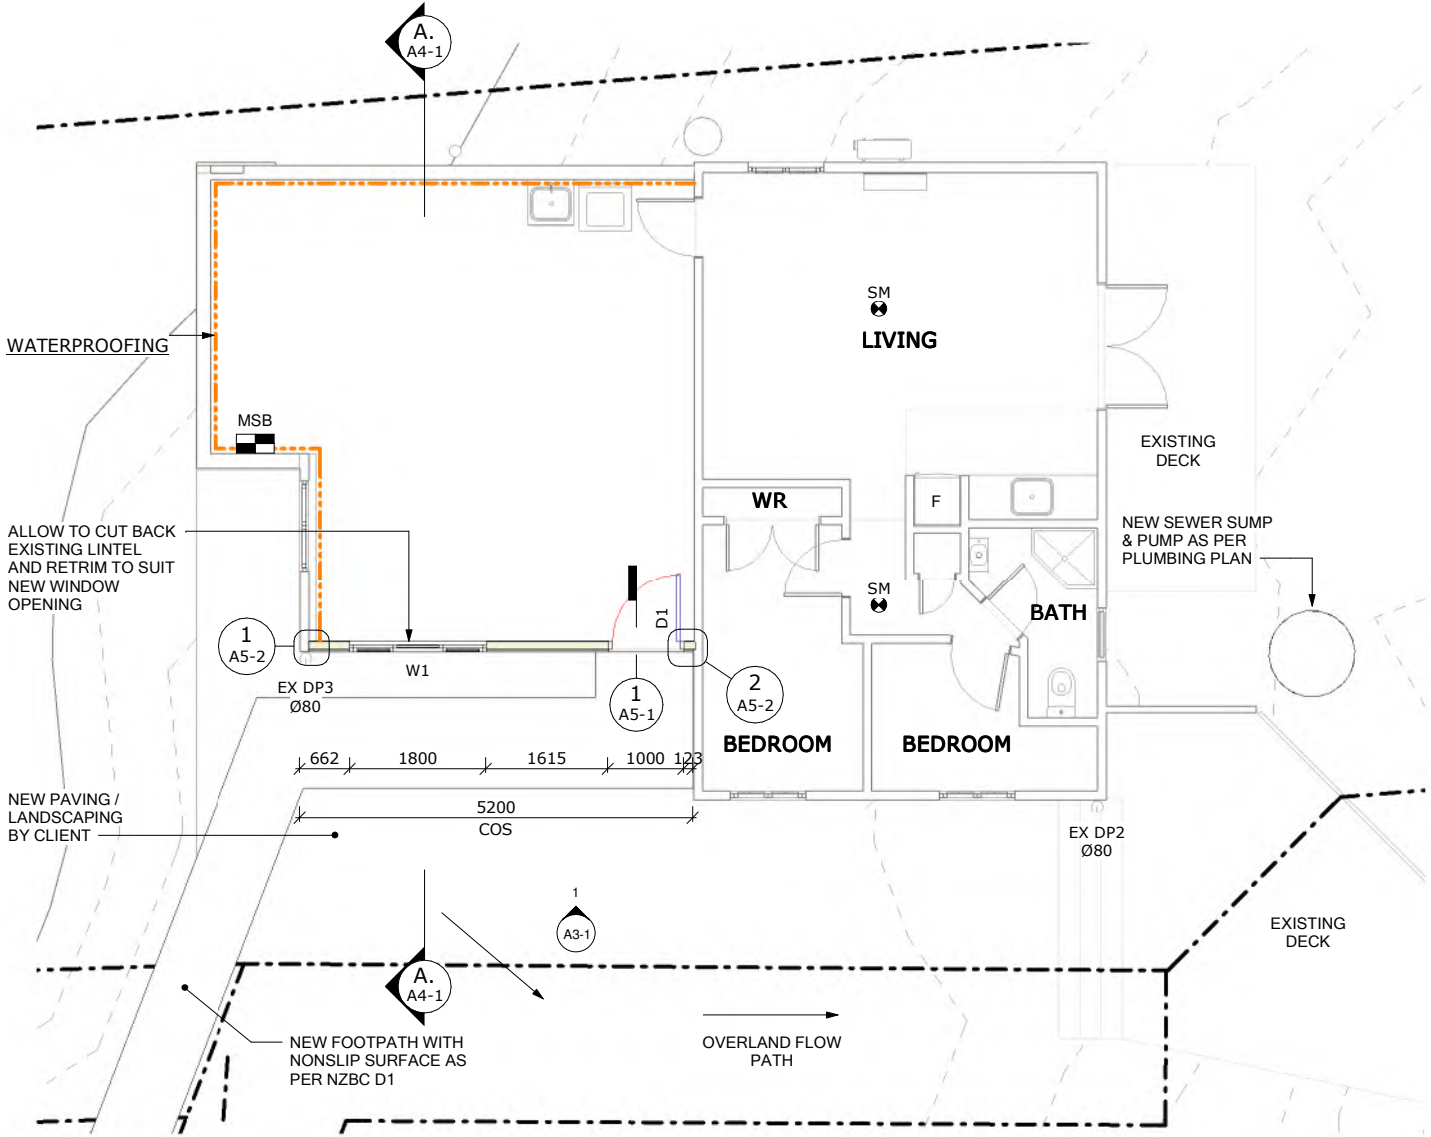 A.
A4-1
SM
LIVING
WATERPROOFING
MSB
EXISTING
DECK
WR
F
ALLOW TO CUT BACK
EXISTING LINTEL
AND RETRIM TO SUIT
NEW WINDOW
OPENING
NEW SEWER SUMP
& PUMP AS PER
PLUMBING PLAN
SM
BATH
D1
1
A5-2
W1
EX DP3
Ø80
1
A5-1
2
A5-2
BEDROOM
BEDROOM
662 1800 1615 1000 123
5200
COS
NEW PAVING /
LANDSCAPING
BY CLIENT
EX DP2
Ø80
1
A3-1
EXISTING
DECK
A.
A4-1
NEW FOOTPATH WITH
NONSLIP SURFACE AS
PER NZBC D1
OVERLAND FLOW
PATH